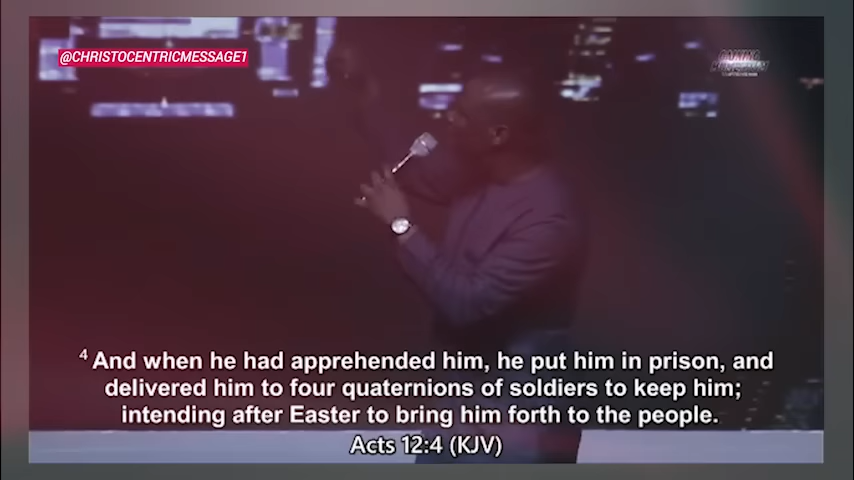 @CHRISTOCENTRICMESSAGE1
4 And when he had apprehended him, he put him in prison, and
delivered him to four quaternions of soldiers to keep him;
intending after Easter to bring him forth to the people.
Acts 12:4 (KJV)